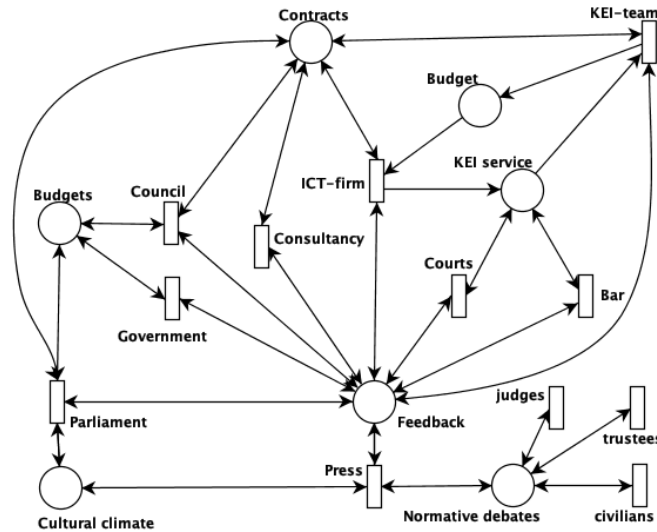 Contracts
KEI-team
Budget
KEI service
ICT-firm
Council
Budgets
Consultancy
Courts
Bar
Government
judges
Parliament
Feedback
trustees
Press
Cultural climate
Normative debates
civilians